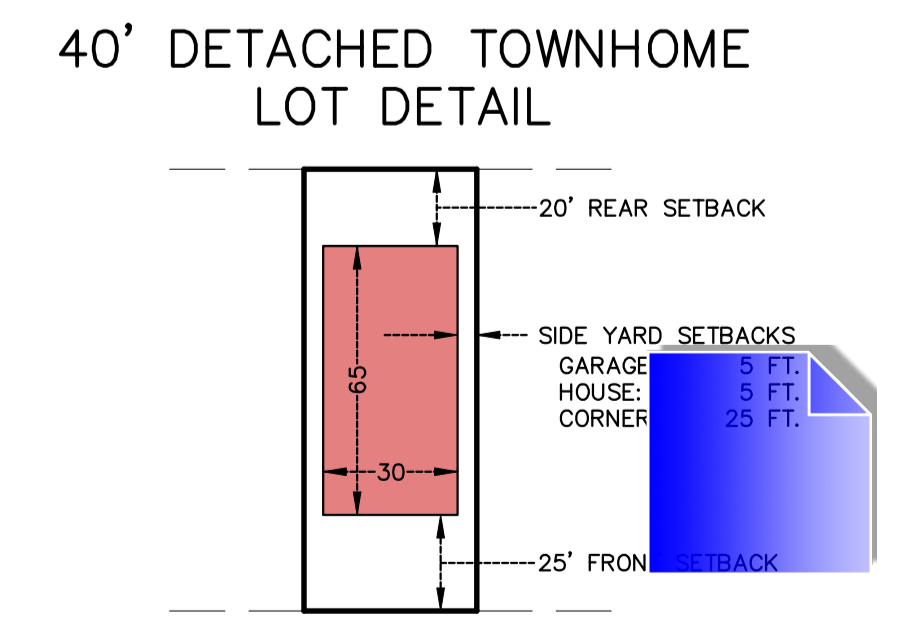 40' DETACHED TOWNHOME
LOT DETAIL
20' REAR SETBACK
SIDE YARD SETBACKS
GARAGE 5 FT.
HOUSE: 5 FT.
CORNER 25 FT.
65
30
25' FRONT SETBACK